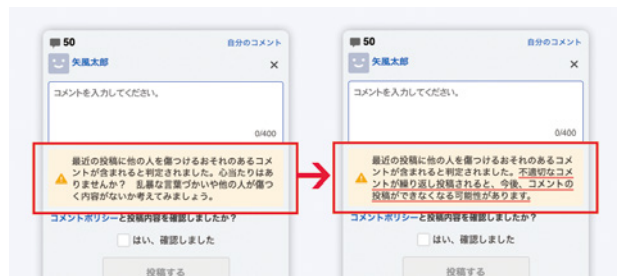 50
自分のコメント
矢風太郎
×
コメントを入力してください。
0/400
最近の投稿に他の人を傷つけるおそれのあるコメ
ントが含まれると判定されました。心当たりはあ
りませんか? 乱暴な言葉づかいや他の人が傷つ
く内容がないか考えてみましょう。
コメントポリシーと投稿内容を確認しましたか?
はい、確認しました
投稿する
50
自分のコメント
矢風太郎
×
コメントを入力してください。
0/400
最近の投稿に他の人を傷つけるおそれのあるコメ
ントが含まれると判定されました。不適切なコメ
ントが繰り返し投稿されると、今後、コメントの
投稿ができなくなる可能性があります。
コメントポリシーと投稿内容を確認しましたか?
はい、確認しました
投稿する